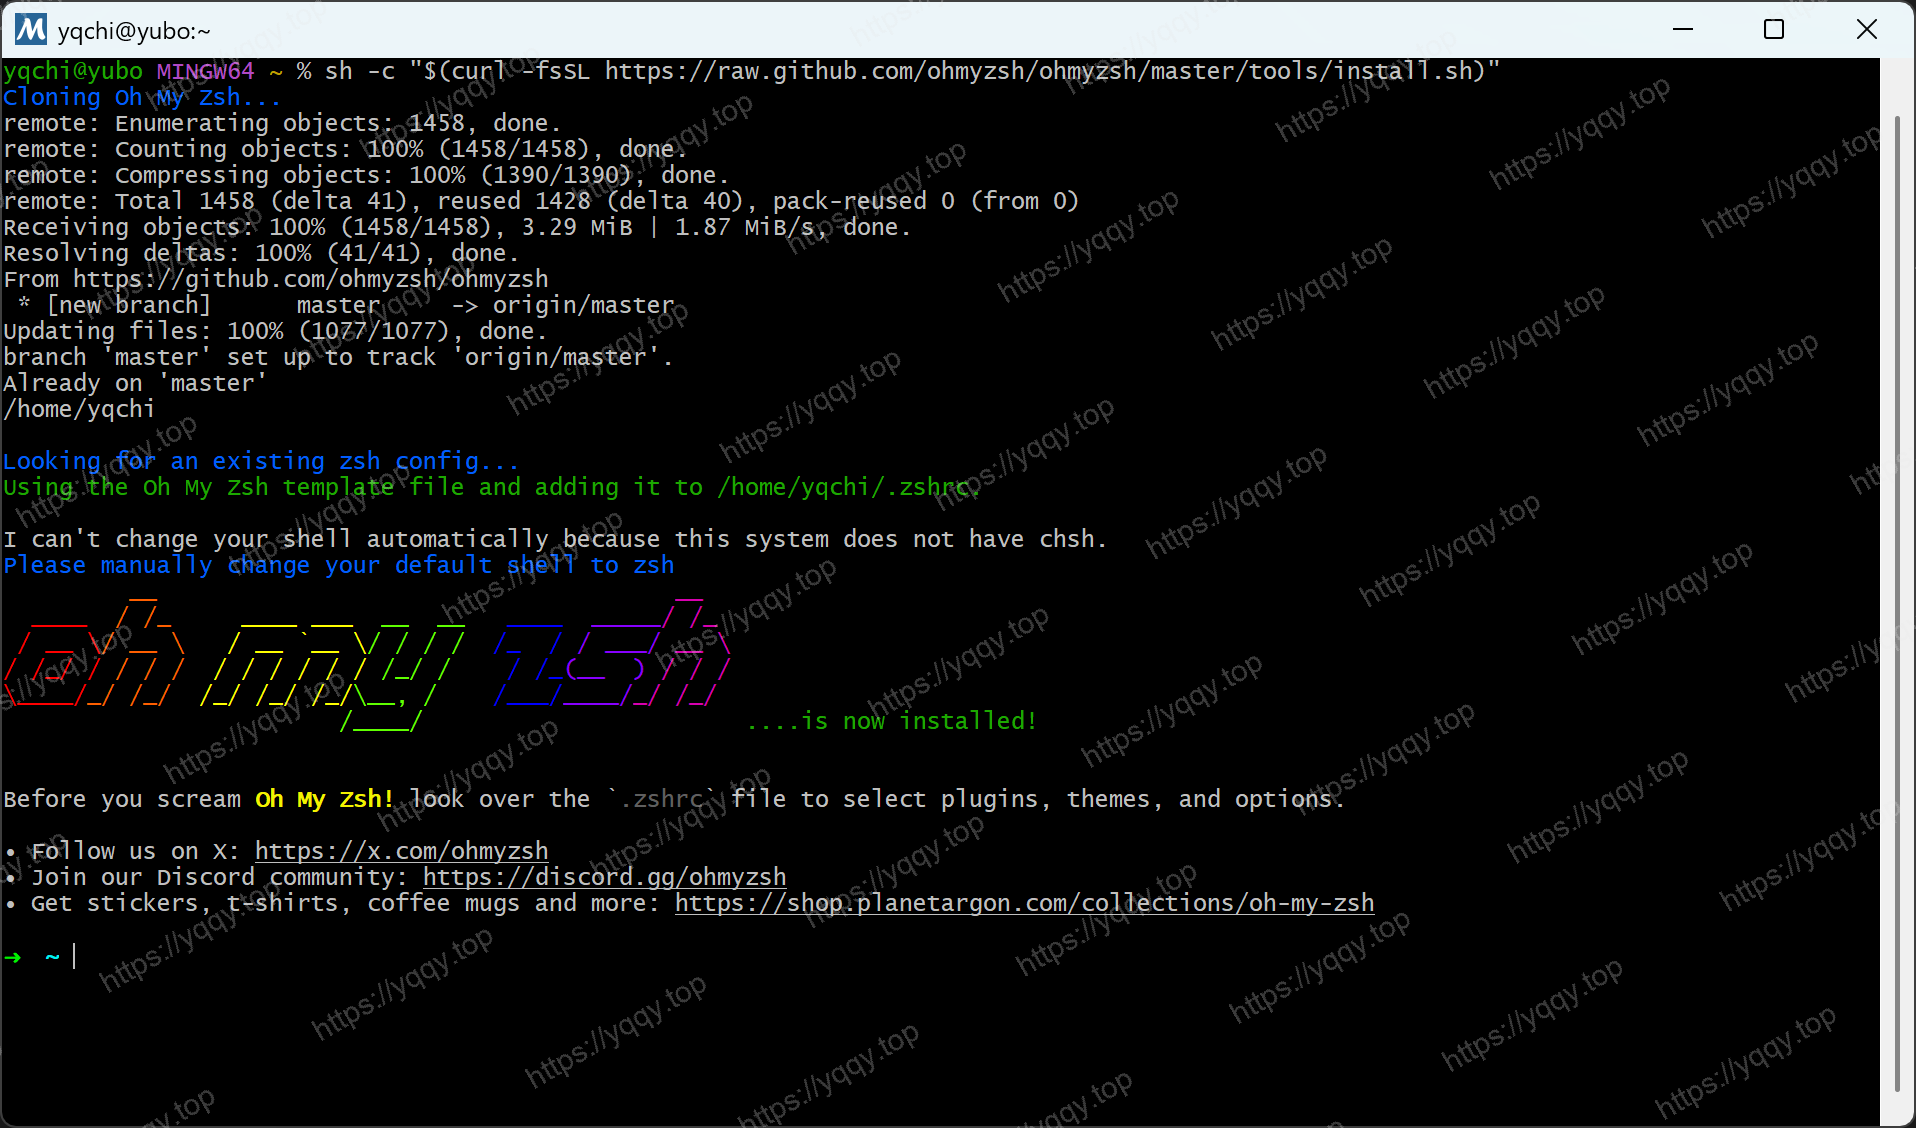 yqchi@yubo:~
yqchi@yubo MINGW64 ~ % sh -c "$(curl -fsSL https://raw.github.com/ohmyzsh/ohmyzsh/master/tools/install.sh)"
Cloning Oh My Zsh...
remote: Enumerating objects: 1458, done.
remote: Counting objects: 100% (1458/1458), done.
remote: Compressing objects: 100% (1390/1390), done.
remote: Total 1458 (delta 41), reused 1428 (delta 40), pack-reused 0 (from 0)
Receiving objects: 100% (1458/1458), 3.29 MiB | 1.87 MiB/s, done.
Resolving deltas: 100% (41/41), done.
From https://github.com/ohmyzsh/ohmyzsh
 * [new branch]      master     -> origin/master
Updating files: 100% (1077/1077), done.
branch 'master' set up to track 'origin/master'.
Already on 'master'
/home/yqchi
Looking for an existing zsh config...
Using the Oh My Zsh template file and adding it to /home/yqchi/.zshrc.
I can't change your shell automatically because this system does not have chsh.
Please manually change your default shell to zsh
oh my zsh
....is now installed!
Before you scream Oh My Zsh! look over the `.zshrc` file to select plugins, themes, and options.
• Follow us on X: https://x.com/ohmyzsh
• Join our Discord community: https://discord.gg/ohmyzsh
• Get stickers, t-shirts, coffee mugs and more: https://shop.planetargon.com/collections/oh-my-zsh
➜  ~
https://yqqy.top